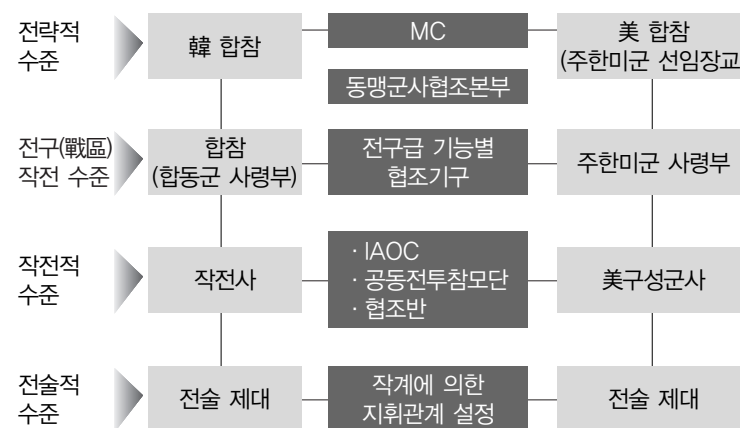 전략적
수준
韓 합참
MC
동맹군사협조본부
美 합참
(주한미군 선임장교
전구(戰區)
작전 수준
합참
(합동군 사령부)
전구급 기능별
협조기구
주한미군 사령부
작전적
수준
작전사
· IAOC
· 공동전투참모단
· 협조반
美구성군사
전술적
수준
전술 제대
작계에 의한
지휘관계 설정
전술 제대